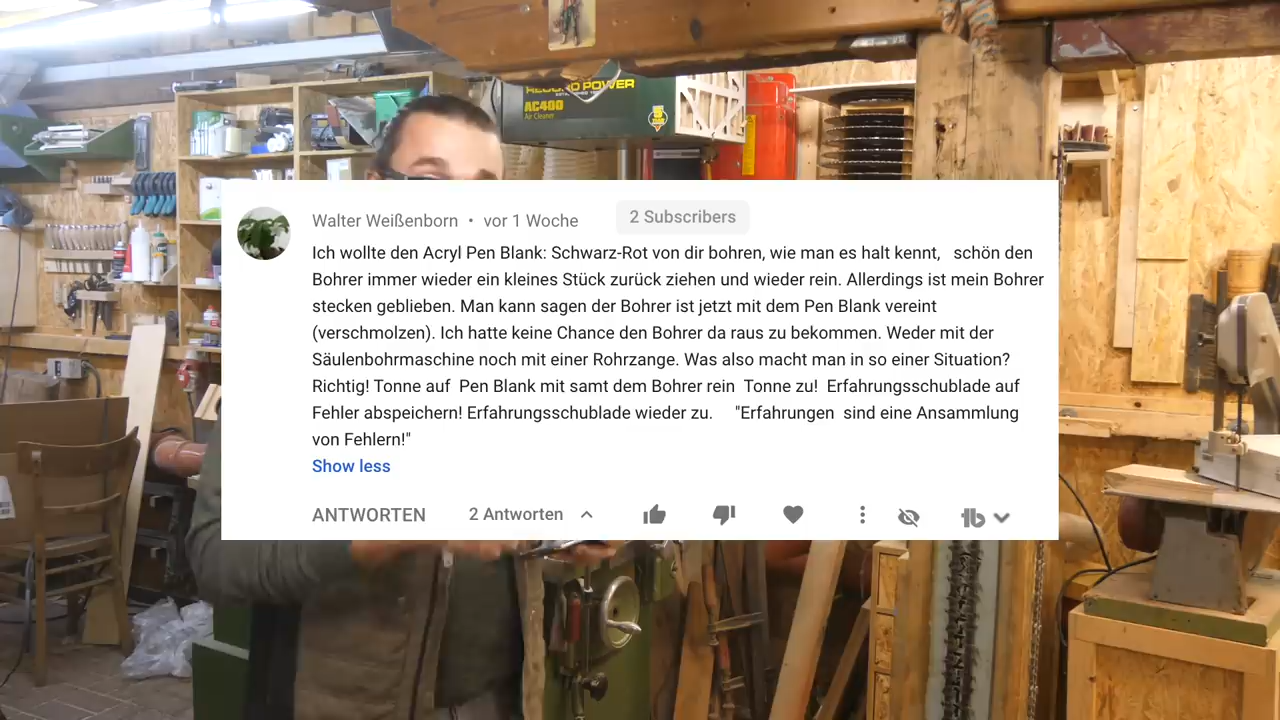 RECORD POWER
AC400
Air Cleaner
Walter Weißenborn • vor 1 Woche
2 Subscribers
Ich wollte den Acryl Pen Blank: Schwarz-Rot von dir bohren, wie man es halt kennt, schön den
Bohrer immer wieder ein kleines Stück zurück ziehen und wieder rein. Allerdings ist mein Bohrer
stecken geblieben. Man kann sagen der Bohrer ist jetzt mit dem Pen Blank vereint
(verschmolzen). Ich hatte keine Chance den Bohrer da raus zu bekommen. Weder mit der
Säulenbohrmaschine noch mit einer Rohrzange. Was also macht man in so einer Situation?
Richtig! Tonne auf Pen Blank mit samt dem Bohrer rein Tonne zu! Erfahrungsschublade auf
Fehler abspeichern! Erfahrungsschublade wieder zu. "Erfahrungen sind eine Ansammlung
von Fehlern!"
Show less
ANTWORTEN 2 Antworten